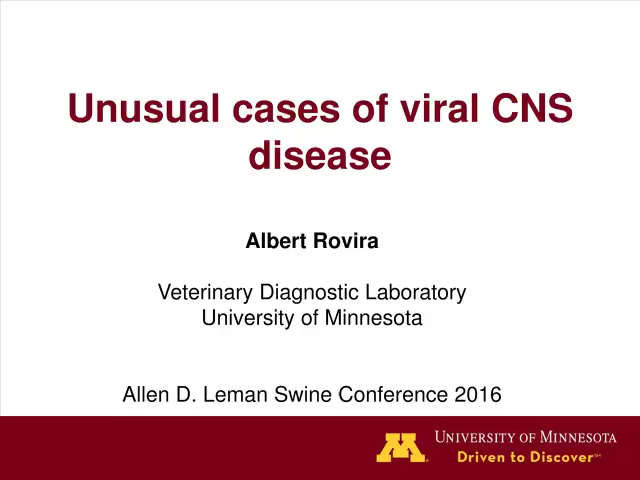 Unusual cases of viral CNS
disease
Albert Rovira
Veterinary Diagnostic Laboratory
University of Minnesota
Allen D. Leman Swine Conference 2016
M
UNIVERSITY OF MINNESOTA
Driven to Discover℠